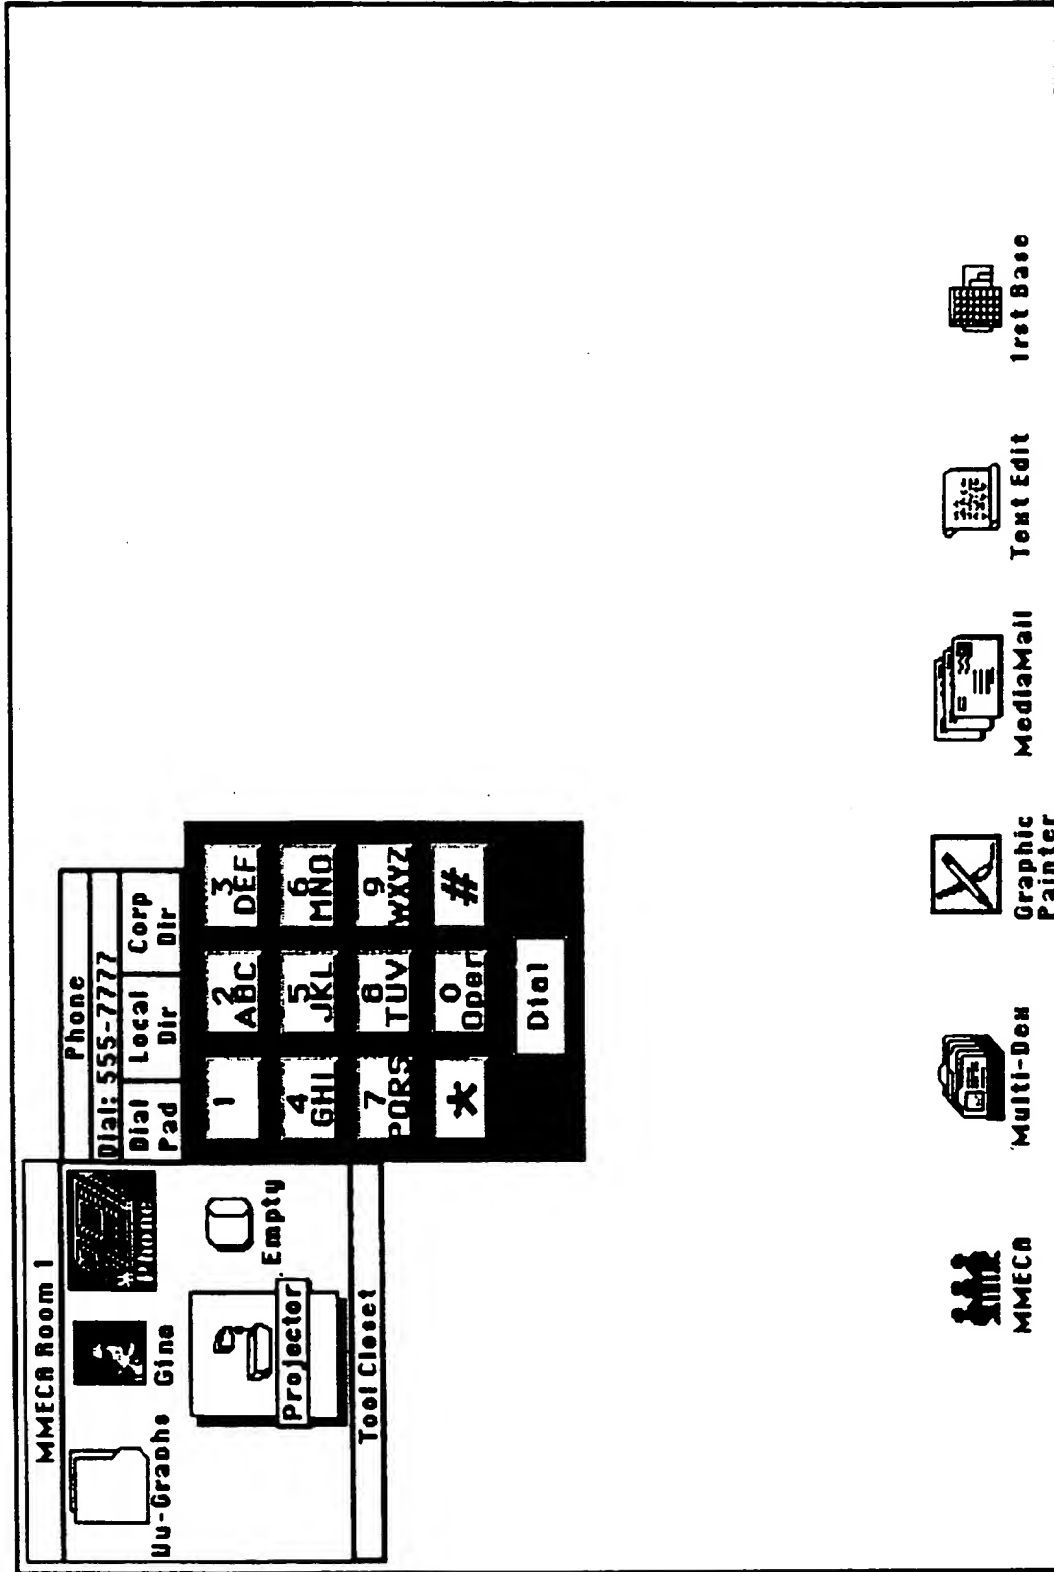 MMECA Room 1
Vu-Graphs
Gina
Phone
Projector
Empty
Tool Closet
Phone
Dial: 555-7777
Dial Pad
Local Dir
Corp Dir
1
2 ABC
3 DEF
4 GHI
5 JKL
6 MNO
7 PQRS
8 TUV
9 WXYZ
*
0 Oper
#
Dial
MMECA
Multi-Dex
Graphic Painter
MediaMail
Text Edit
1rst Base